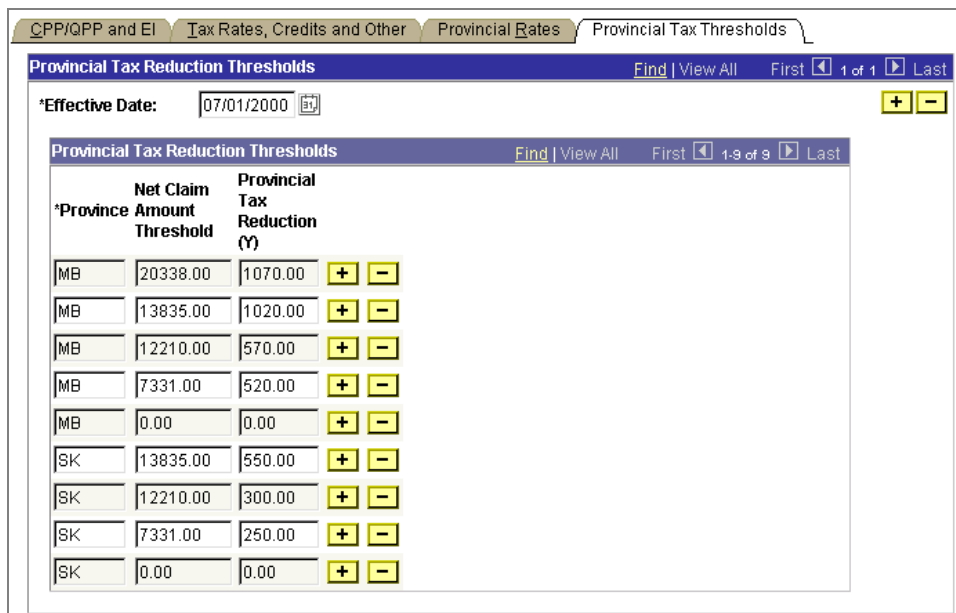 CPP/QPP and EI Tax Rates, Credits and Other Provincial Rates Provincial Tax Thresholds
Provincial Tax Reduction Thresholds Find | View All First 1 of 1 Last
*Effective Date: 07/01/2000 31 + −
Provincial Tax Reduction Thresholds Find | View All First 1-9 of 9 Last
*Province Net Claim Amount Threshold Provincial Tax Reduction (Y)
MB 20338.00 1070.00 + −
MB 13835.00 1020.00 + −
MB 12210.00 570.00 + −
MB 7331.00 520.00 + −
MB 0.00 0.00 + −
SK 13835.00 550.00 + −
SK 12210.00 300.00 + −
SK 7331.00 250.00 + −
SK 0.00 0.00 + −